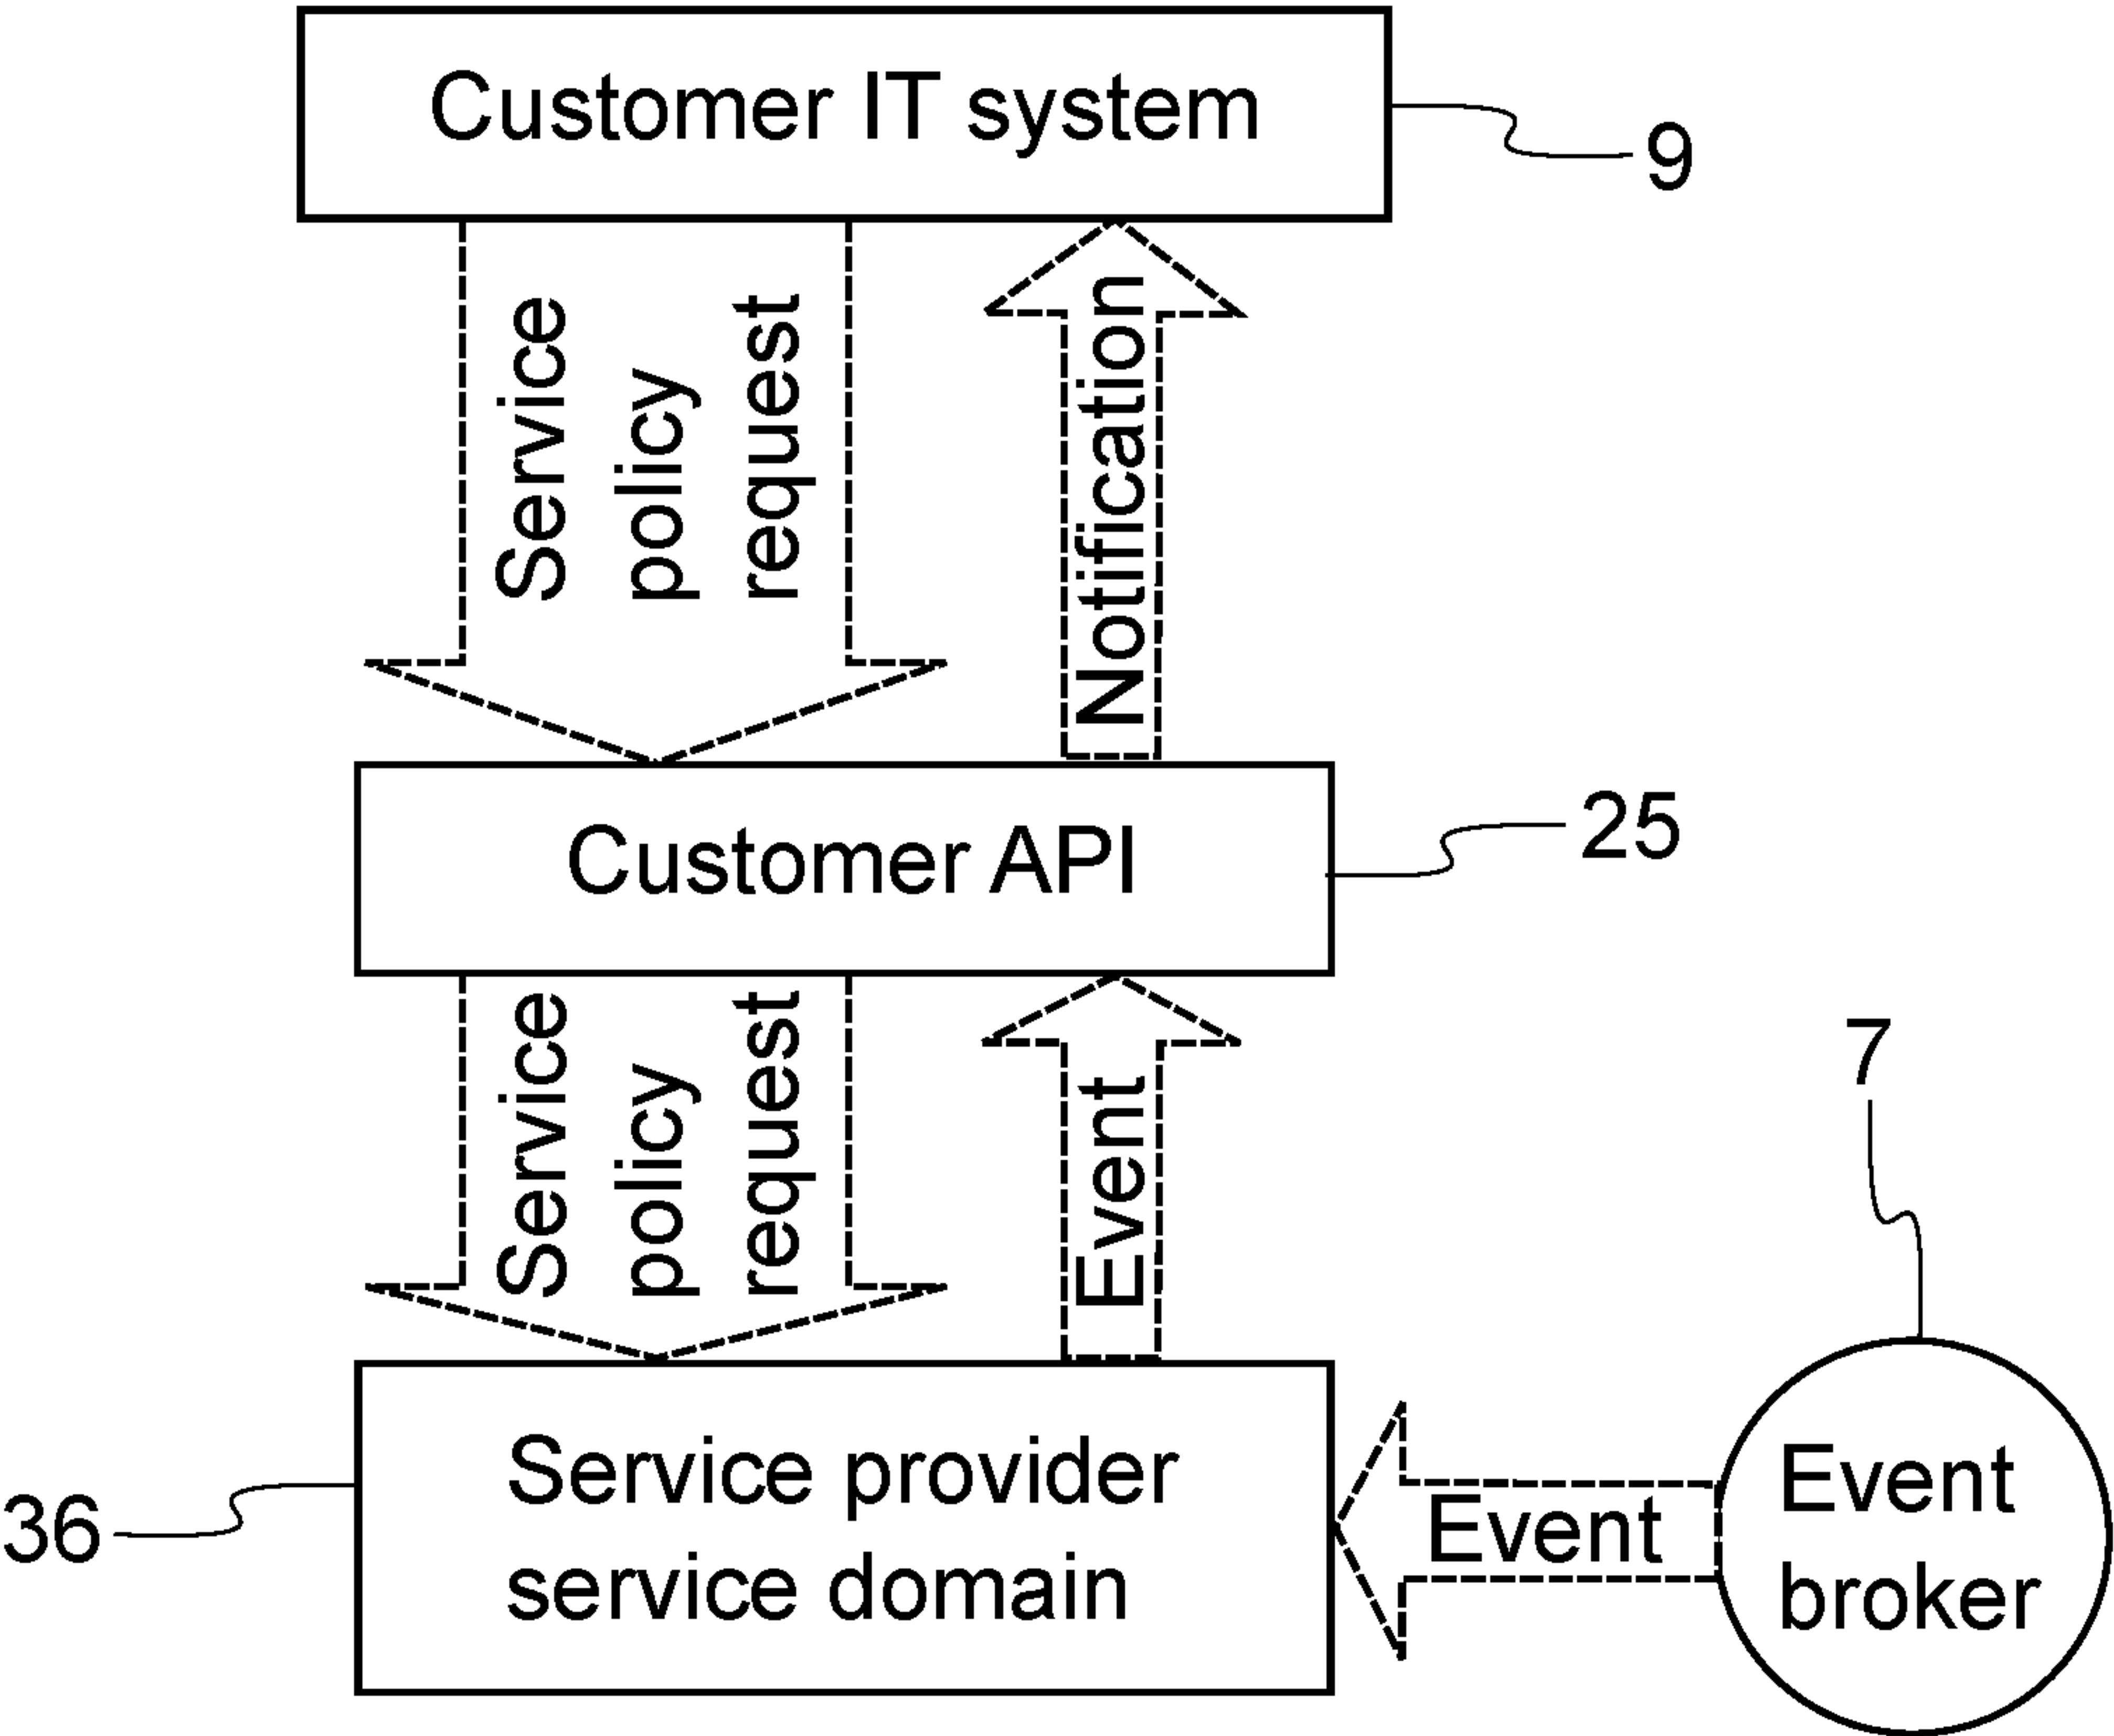 Customer IT system
9
Service
policy
request
Notification
Customer API
25
Service
policy
request
Event
7
Service provider
service domain
36
Event
Event
broker